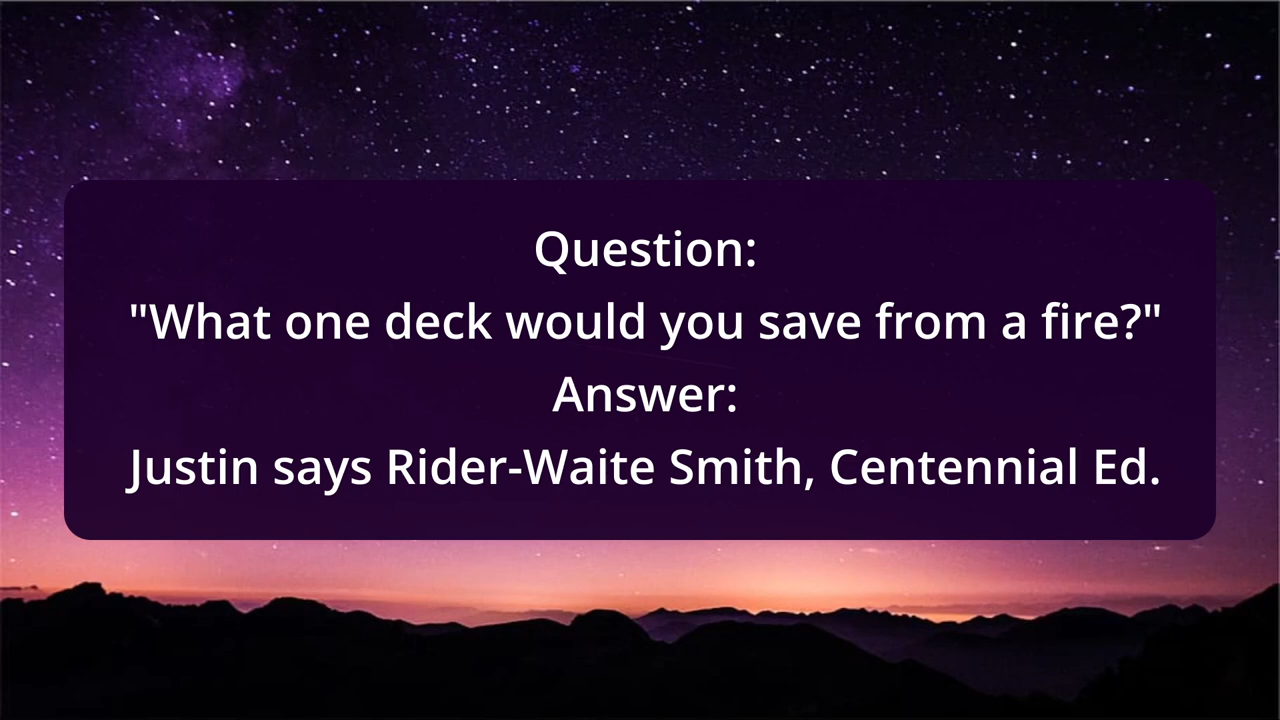 Question:
"What one deck would you save from a fire?"
Answer:
Justin says Rider-Waite Smith, Centennial Ed.